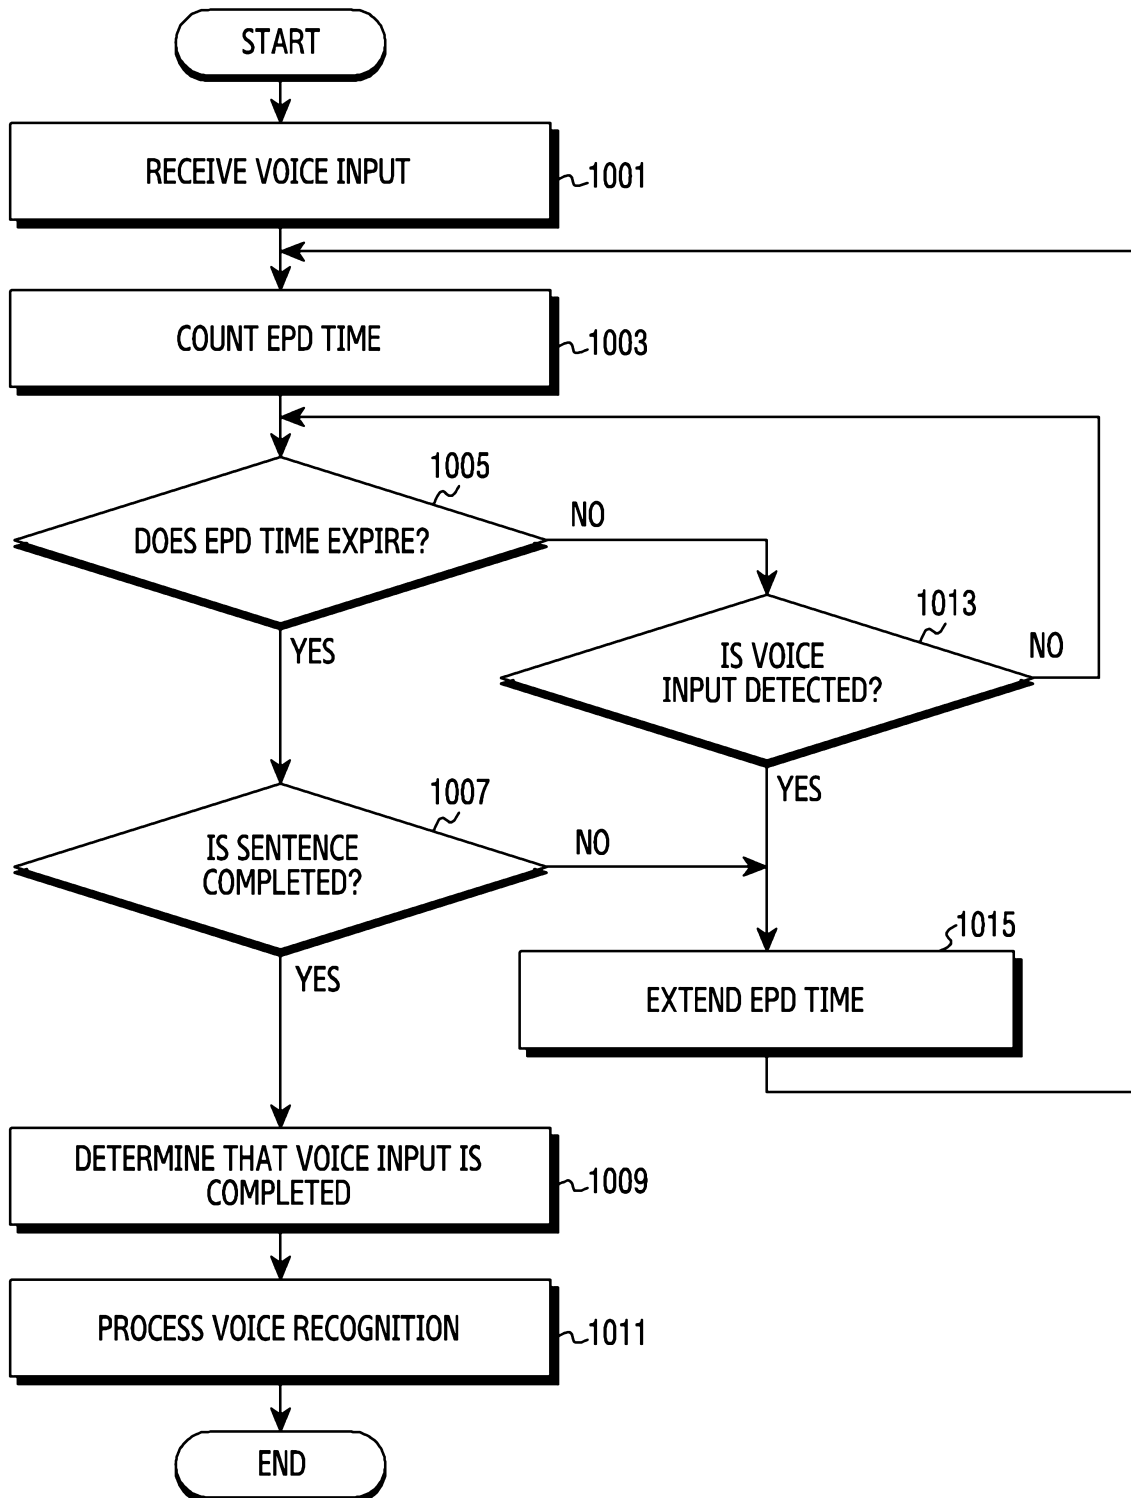 START
RECEIVE VOICE INPUT
1001
COUNT EPD TIME
1003
1005
DOES EPD TIME EXPIRE?
NO
YES
1013
IS VOICE
INPUT DETECTED?
NO
YES
1007
IS SENTENCE
COMPLETED?
NO
YES
1015
EXTEND EPD TIME
DETERMINE THAT VOICE INPUT IS
COMPLETED
1009
PROCESS VOICE RECOGNITION
1011
END